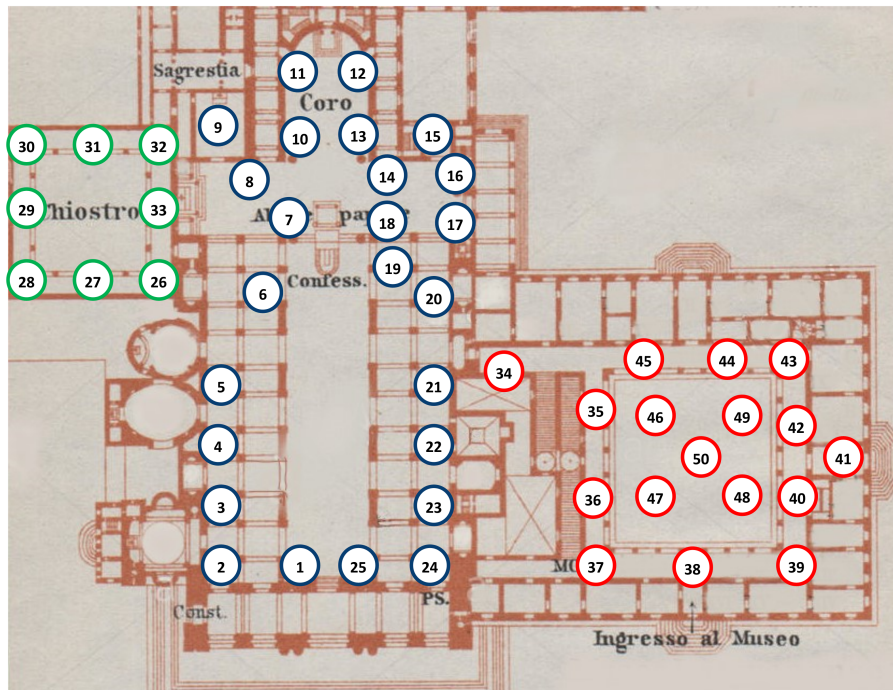 Sagrestia
11 12
Coro
9 10 13 15
30 31 32
8 14 16
29 Chiostro 33
7 18 17
19
Confess.
28 27 26 6 20
34 45 44 43
5 21 35 46 49 42
4 22 50 41
3 23 36 47 48 40
2 1 25 24 37 38 39
Const. PS.
Ingresso al Museo